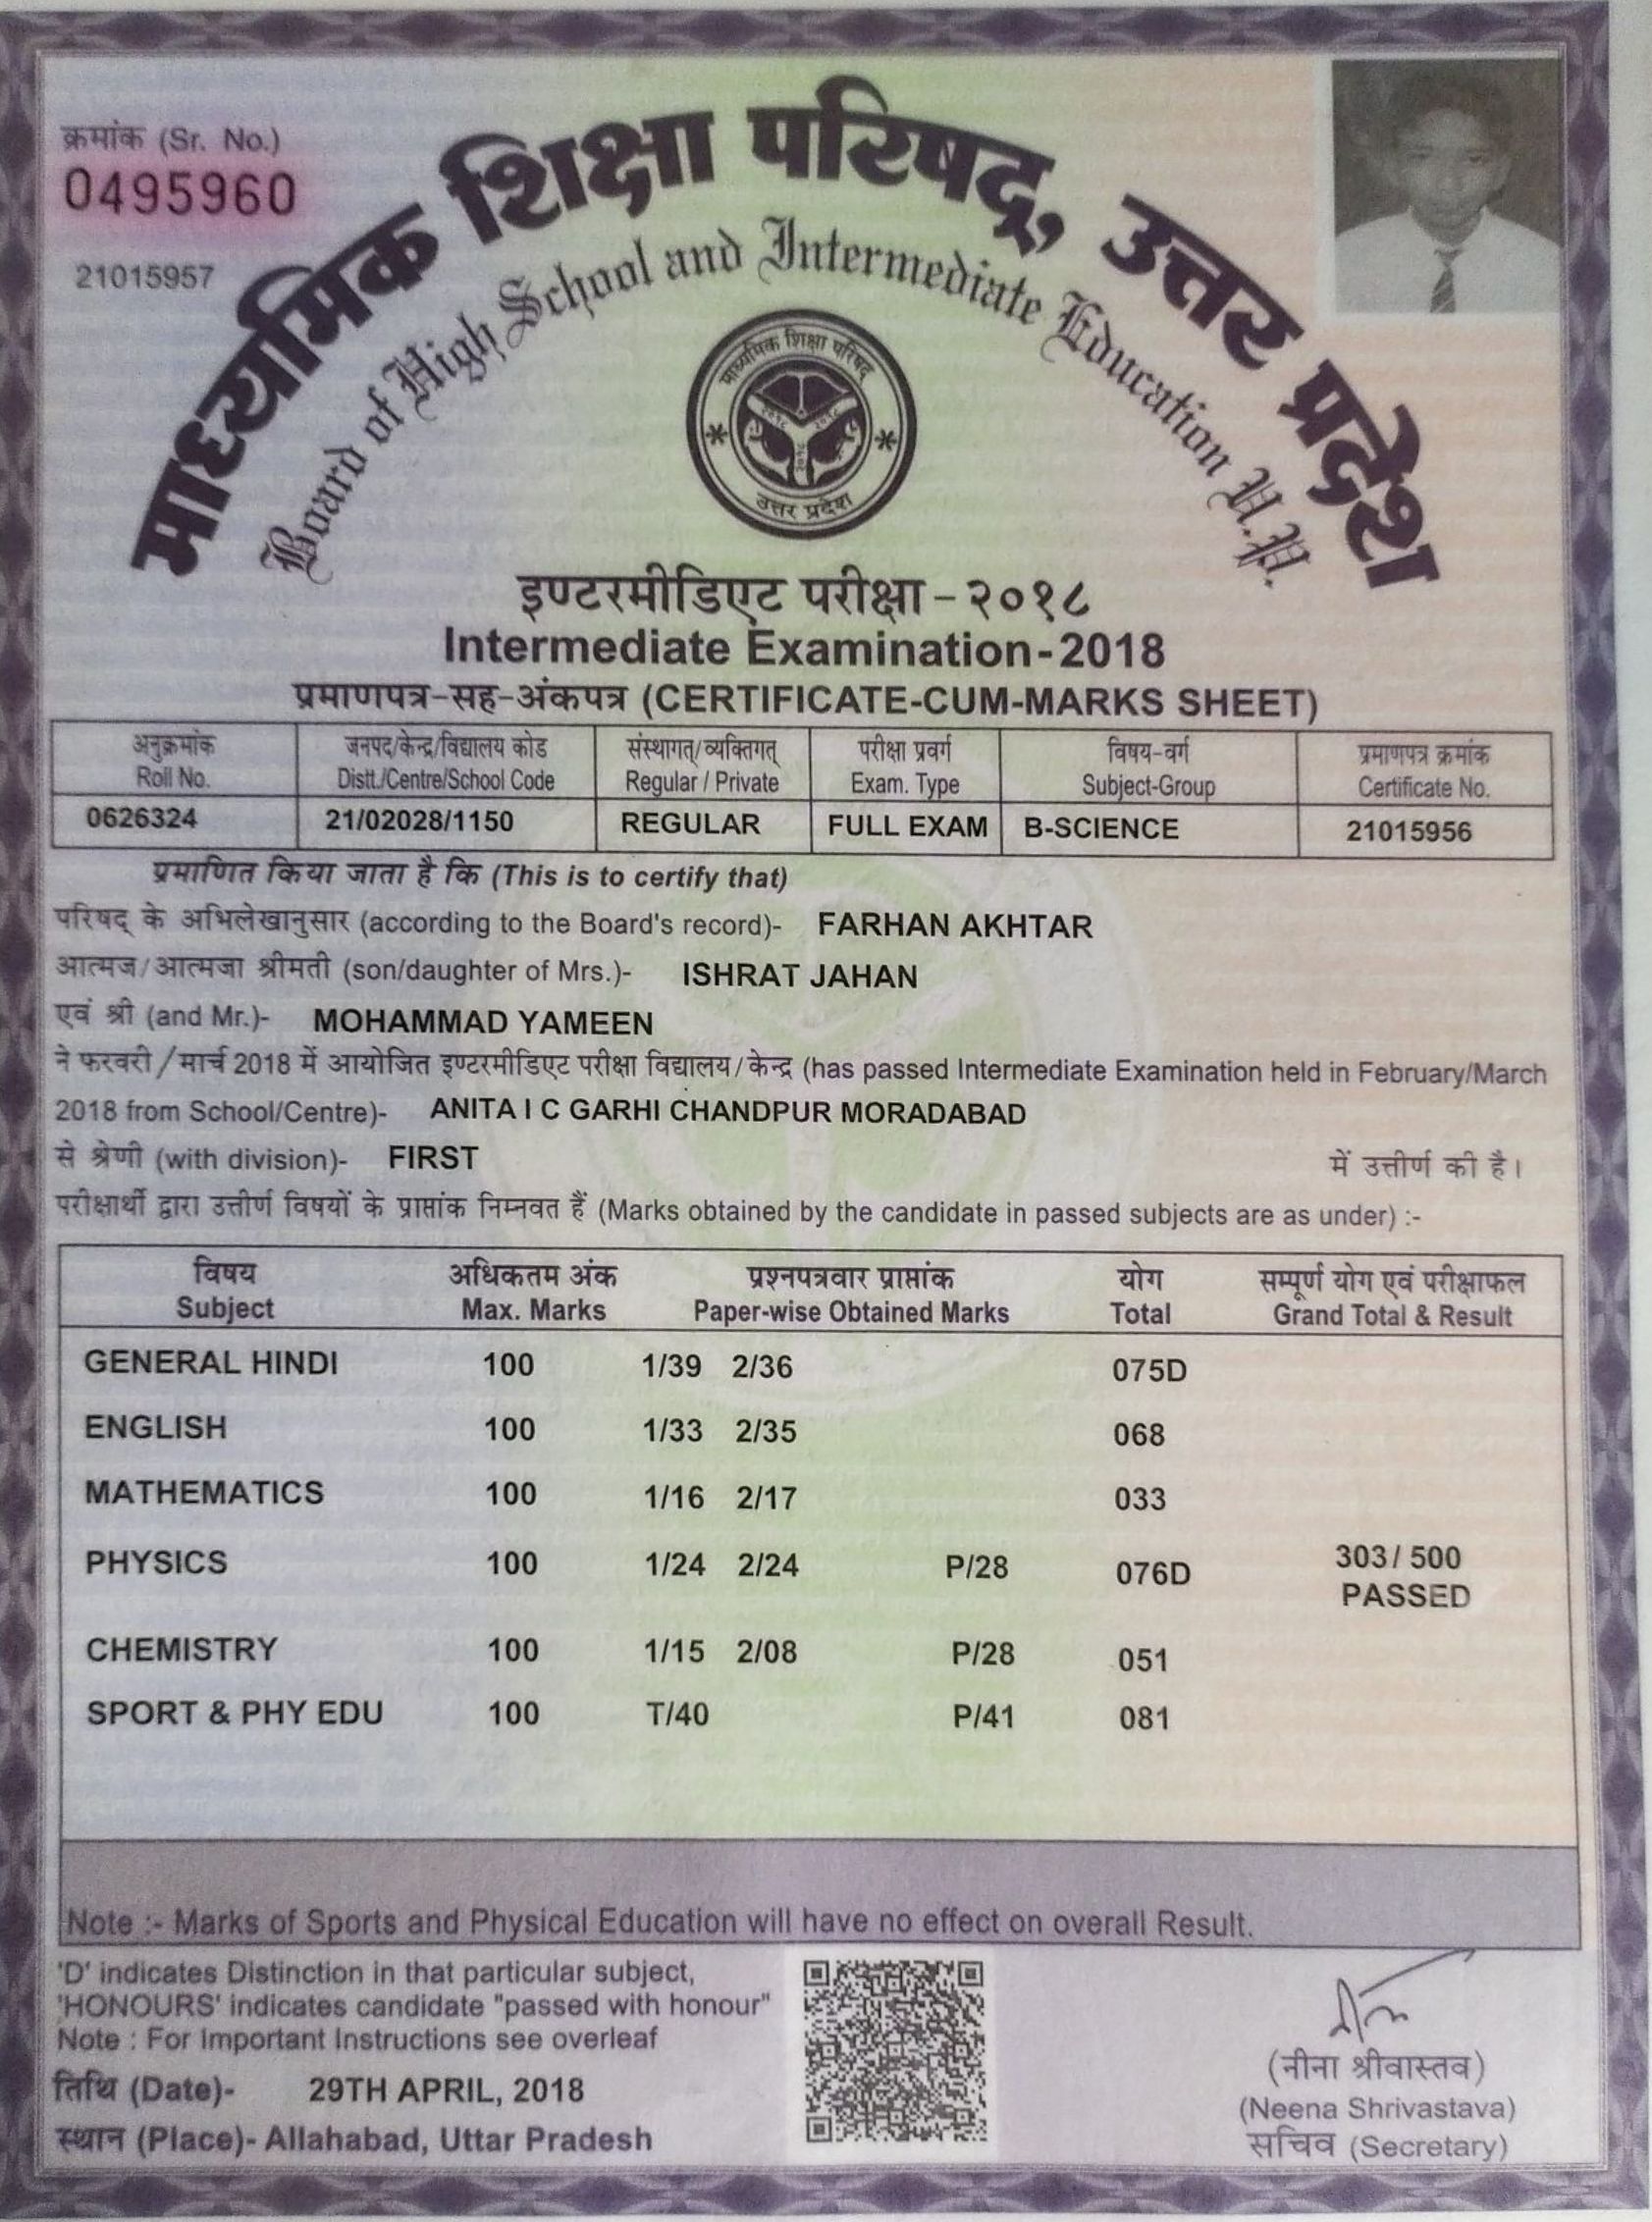 क्रमांक (Sr. No.)
0495960
21015957
माध्यमिक शिक्षा परिषद्, उत्तर प्रदेश
Board of High School and Intermediate Education U.P.
माध्यमिक शिक्षा परिषद्
२०१८ २०१८
२०१८
उत्तर प्रदेश
इण्टरमीडिएट परीक्षा-२०१८
Intermediate Examination-2018
प्रमाणपत्र-सह-अंकपत्र (CERTIFICATE-CUM-MARKS SHEET)
अनुक्रमांक जनपद/केन्द्र/विद्यालय कोड संस्थागत्/व्यक्तिगत् परीक्षा प्रवर्ग विषय-वर्ग प्रमाणपत्र क्रमांक
Roll No. Distt./Centre/School Code Regular / Private Exam. Type Subject-Group Certificate No.
0626324 21/02028/1150 REGULAR FULL EXAM B-SCIENCE 21015956
प्रमाणित किया जाता है कि (This is to certify that)
परिषद् के अभिलेखानुसार (according to the Board's record)- FARHAN AKHTAR
आत्मज/आत्मजा श्रीमती (son/daughter of Mrs.)- ISHRAT JAHAN
एवं श्री (and Mr.)- MOHAMMAD YAMEEN
ने फरवरी/मार्च 2018 में आयोजित इण्टरमीडिएट परीक्षा विद्यालय/केन्द्र (has passed Intermediate Examination held in February/March
2018 from School/Centre)- ANITA I C GARHI CHANDPUR MORADABAD
से श्रेणी (with division)- FIRST में उत्तीर्ण की है।
परीक्षार्थी द्वारा उत्तीर्ण विषयों के प्राप्तांक निम्नवत हैं (Marks obtained by the candidate in passed subjects are as under) :-
विषय अधिकतम अंक प्रश्नपत्रवार प्राप्तांक योग सम्पूर्ण योग एवं परीक्षाफल
Subject Max. Marks Paper-wise Obtained Marks Total Grand Total & Result
GENERAL HINDI 100 1/39 2/36 075D
ENGLISH 100 1/33 2/35 068
MATHEMATICS 100 1/16 2/17 033
PHYSICS 100 1/24 2/24 P/28 076D 303/ 500
PASSED
CHEMISTRY 100 1/15 2/08 P/28 051
SPORT & PHY EDU 100 T/40 P/41 081
Note :- Marks of Sports and Physical Education will have no effect on overall Result.
'D' indicates Distinction in that particular subject,
'HONOURS' indicates candidate "passed with honour"
Note : For Important Instructions see overleaf
तिथि (Date)- 29TH APRIL, 2018
स्थान (Place)- Allahabad, Uttar Pradesh
(नीना श्रीवास्तव)
(Neena Shrivastava)
सचिव (Secretary)